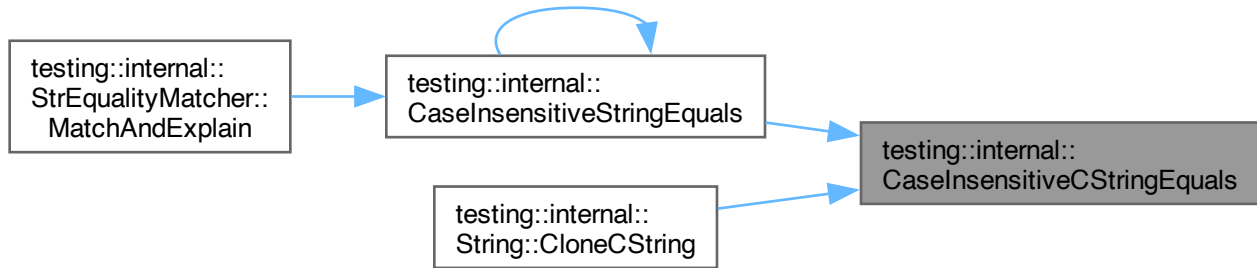 testing::internal::
StrEqualityMatcher::
MatchAndExplain
testing::internal::
CaseInsensitiveStringEquals
testing::internal::
String::CloneCString
testing::internal::
CaseInsensitiveCStringEquals